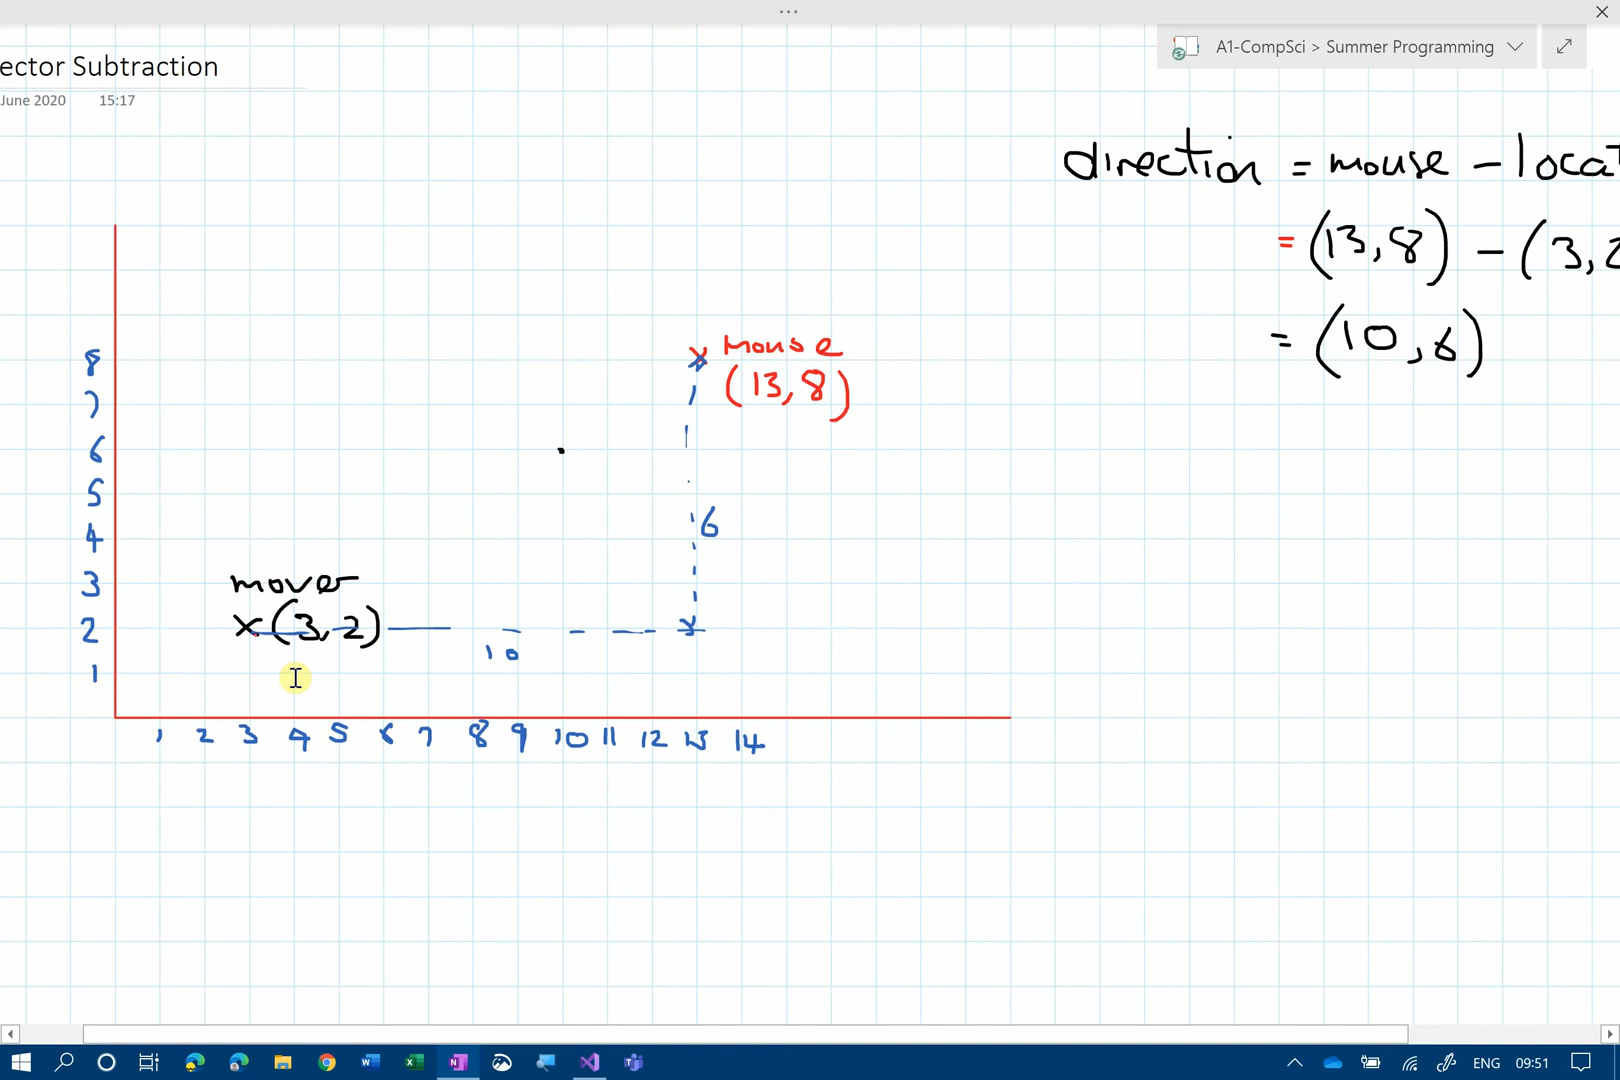 A1-CompSci > Summer Programming
ector Subtraction
June 2020 15:17
direction = mouse - locat
= (13,8) - (3,2
= (10,6)
mouse
(13,8)
8
7
6
5
4
3
2
1
6
mover
x(3,2)
10
1 2 3 4 5 6 7 8 9 10 11 12 13 14
ENG 09:51